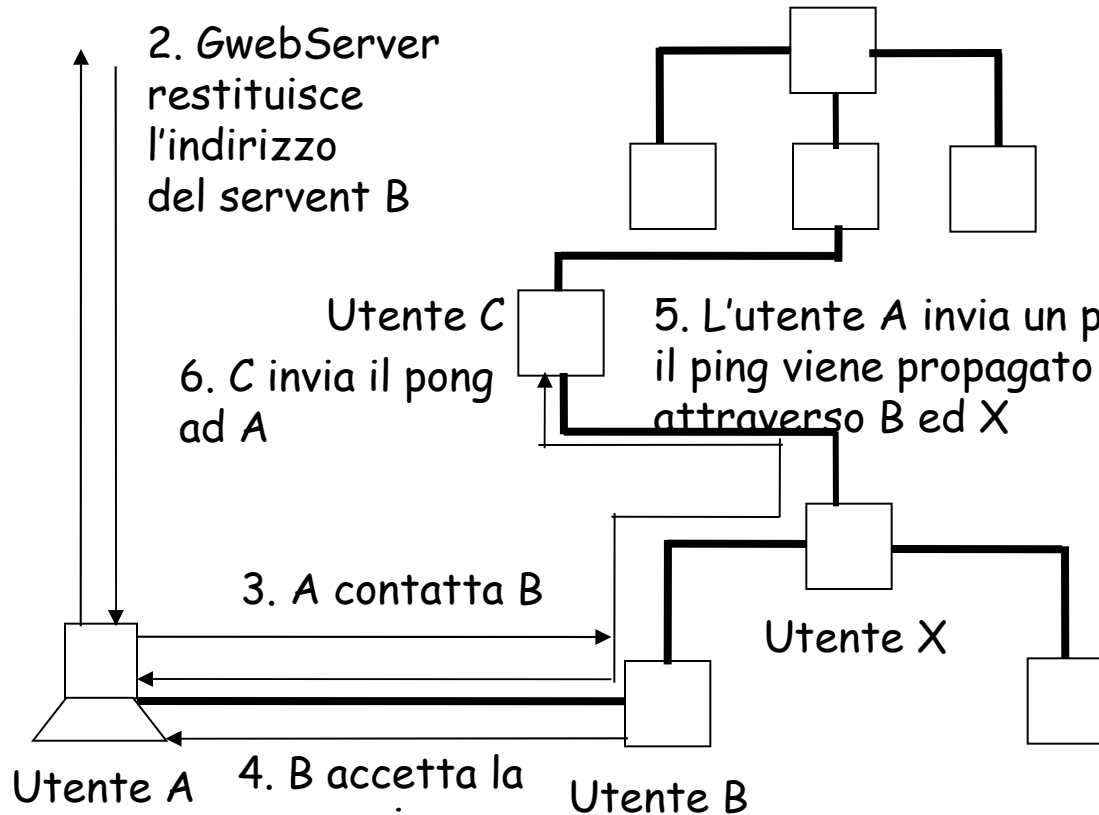 2. GwebServer
restituisce
l'indirizzo
del servent B
Utente C
5. L'utente A invia un
il ping viene propagato
attraverso B ed X
6. C invia il pong
ad A
3. A contatta B
Utente X
4. B accetta la
Utente A
Utente B